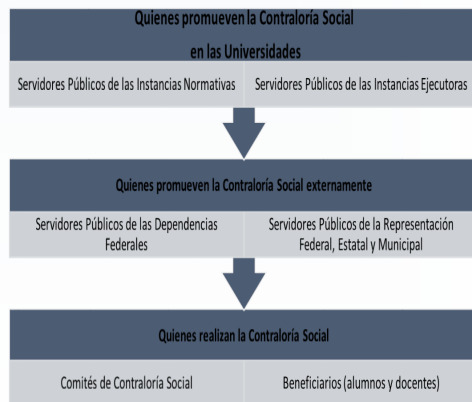 Quienes promueven la Contraloría Social
en las Universidades
Servidores Públicos de las Instancias Normativas
Servidores Públicos de las Instancias Ejecutoras
Quienes promueven la Contraloría Social externamente
Servidores Públicos de las Dependencias
Federales
Servidores Públicos de la Representación
Federal, Estatal y Municipal
Quienes realizan la Contraloría Social
Comités de Contraloría Social
Beneficiarios (alumnos y docentes)